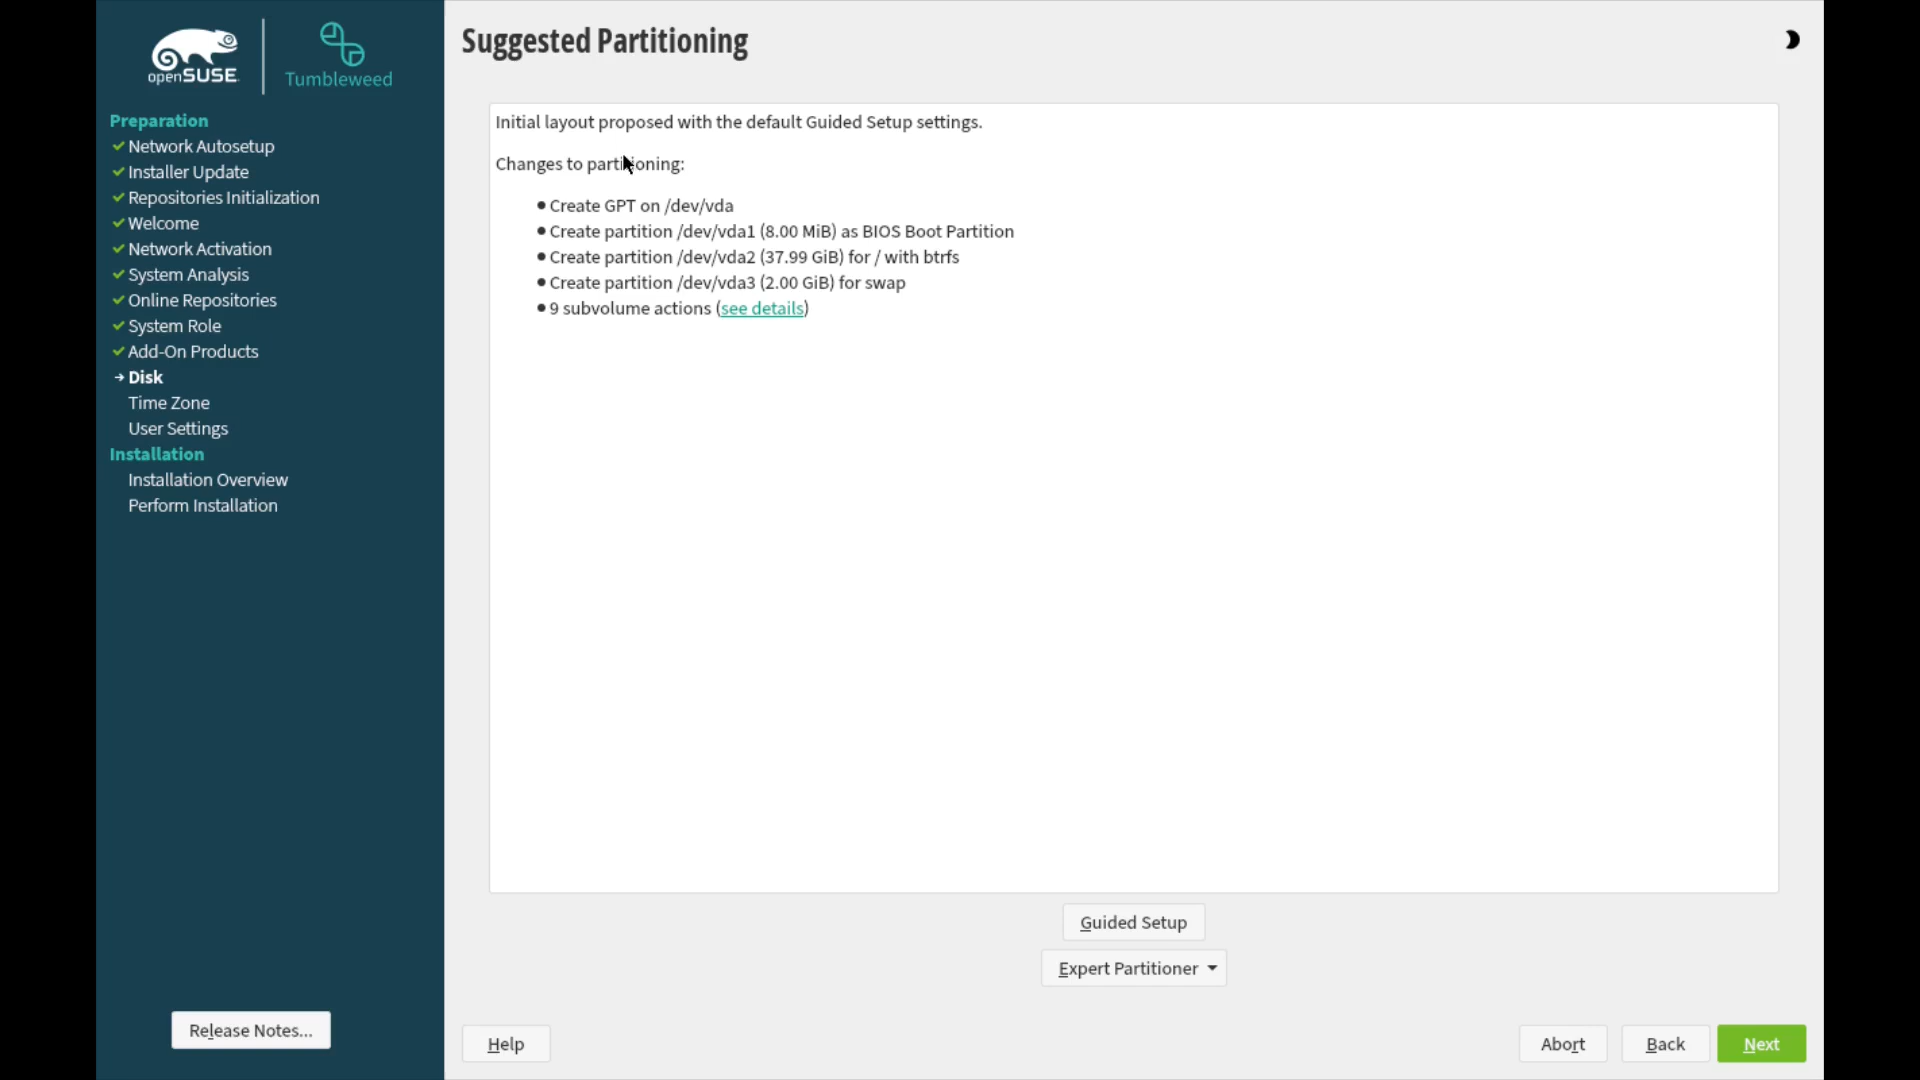 openSUSE
Tumbleweed
Preparation
Network Autosetup
Installer Update
Repositories Initialization
Welcome
Network Activation
System Analysis
Online Repositories
System Role
Add-On Products
Disk
Time Zone
User Settings
Installation
Installation Overview
Perform Installation
Release Notes...
Suggested Partitioning
Initial layout proposed with the default Guided Setup settings.
Changes to partitioning:
Create GPT on /dev/vda
Create partition /dev/vda1 (8.00 MiB) as BIOS Boot Partition
Create partition /dev/vda2 (37.99 GiB) for / with btrfs
Create partition /dev/vda3 (2.00 GiB) for swap
9 subvolume actions (see details)
Guided Setup
Expert Partitioner
Help
Abort
Back
Next